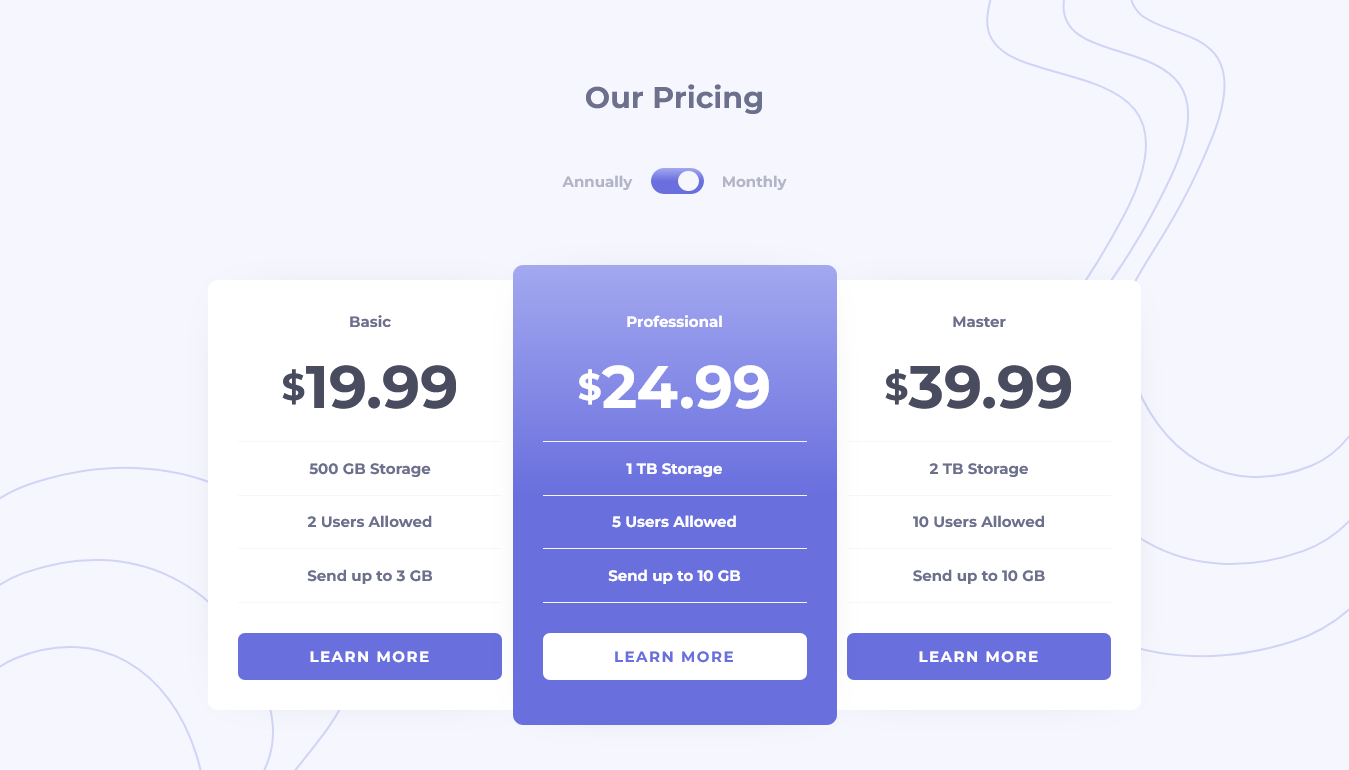 Our Pricing
Annually
Monthly
Basic
$19.99
500 GB Storage
2 Users Allowed
Send up to 3 GB
LEARN MORE
Professional
$24.99
1 TB Storage
5 Users Allowed
Send up to 10 GB
LEARN MORE
Master
$39.99
2 TB Storage
10 Users Allowed
Send up to 10 GB
LEARN MORE